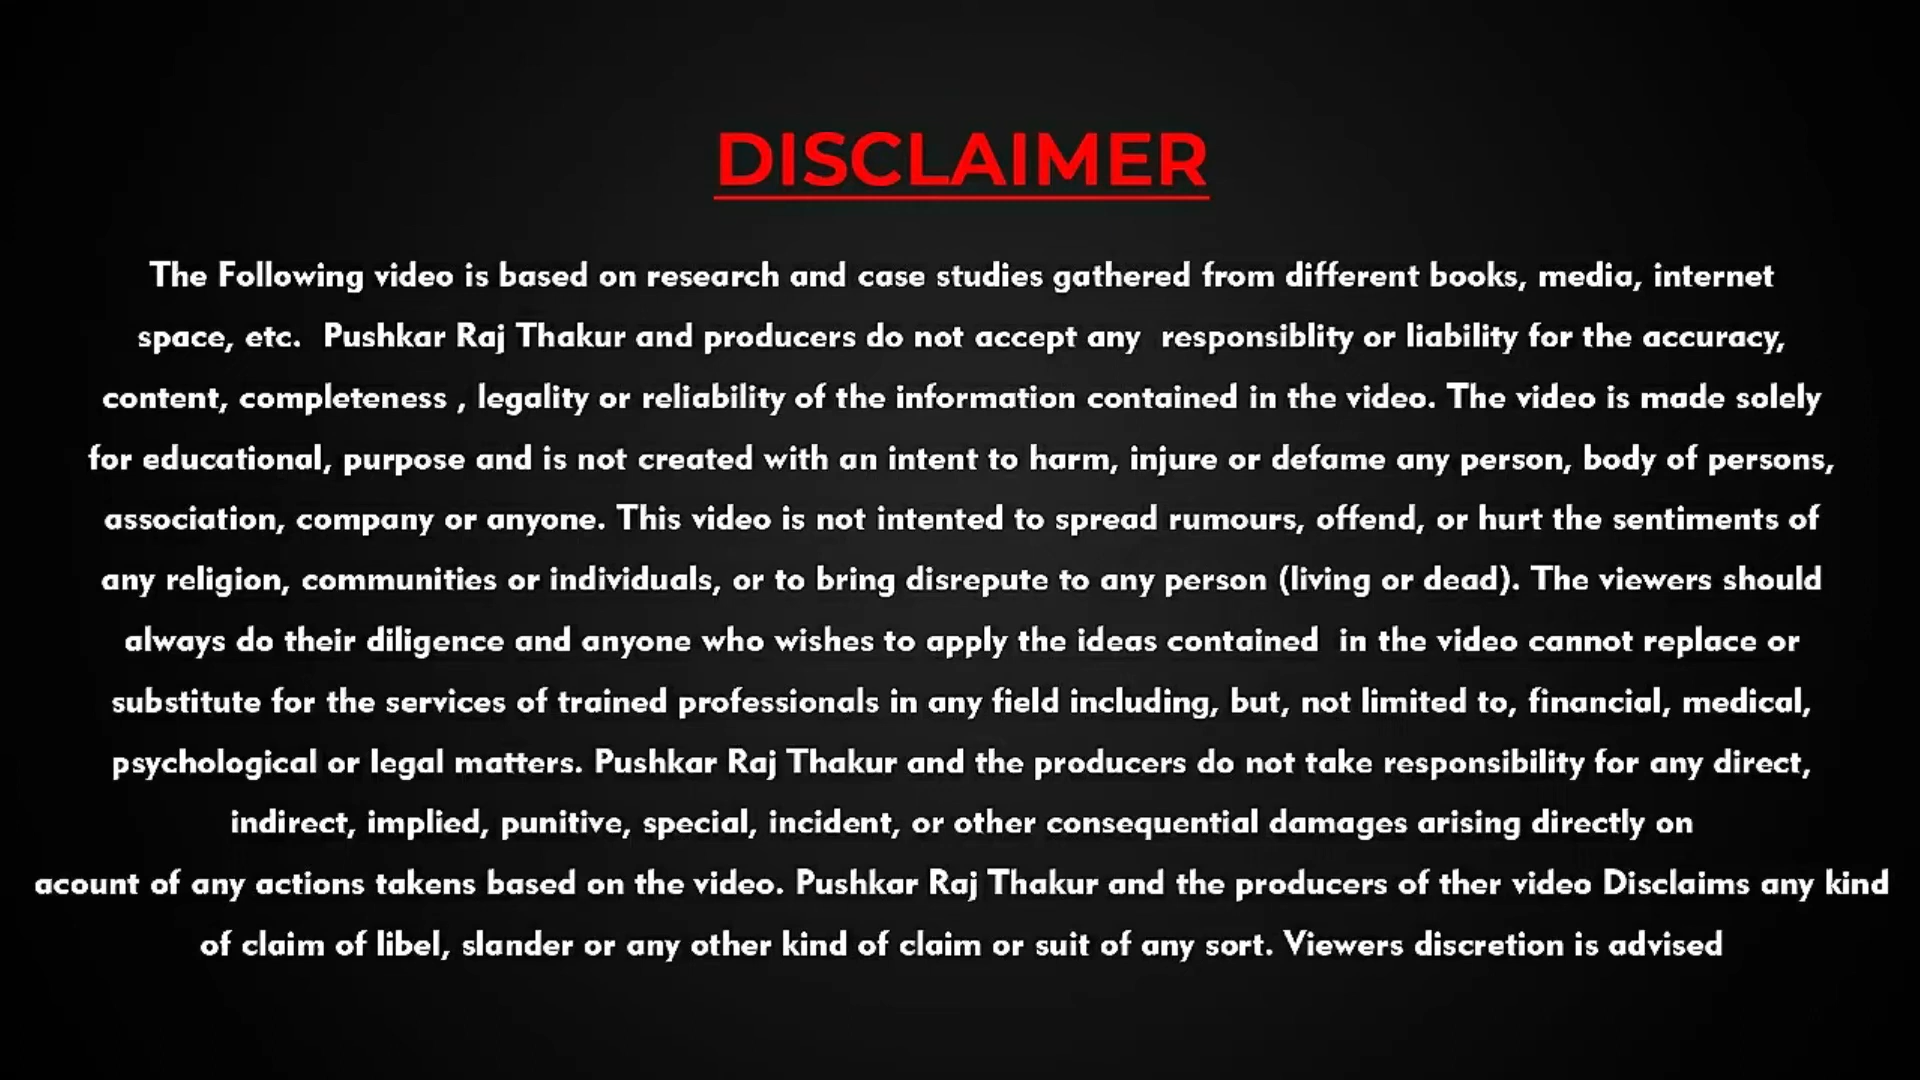 DISCLAIMER
The Following video is based on research and case studies gathered from different books, media, internet
space, etc.  Pushkar Raj Thakur and producers do not accept any  responsiblity or liability for the accuracy,
content, completeness , legality or reliability of the information contained in the video. The video is made solely
for educational, purpose and is not created with an intent to harm, injure or defame any person, body of persons,
association, company or anyone. This video is not intented to spread rumours, offend, or hurt the sentiments of
any religion, communities or individuals, or to bring disrepute to any person (living or dead). The viewers should
always do their diligence and anyone who wishes to apply the ideas contained  in the video cannot replace or
substitute for the services of trained professionals in any field including, but, not limited to, financial, medical,
psychological or legal matters. Pushkar Raj Thakur and the producers do not take responsibility for any direct,
indirect, implied, punitive, special, incident, or other consequential damages arising directly on
acount of any actions takens based on the video. Pushkar Raj Thakur and the producers of ther video Disclaims any kind
of claim of libel, slander or any other kind of claim or suit of any sort. Viewers discretion is advised